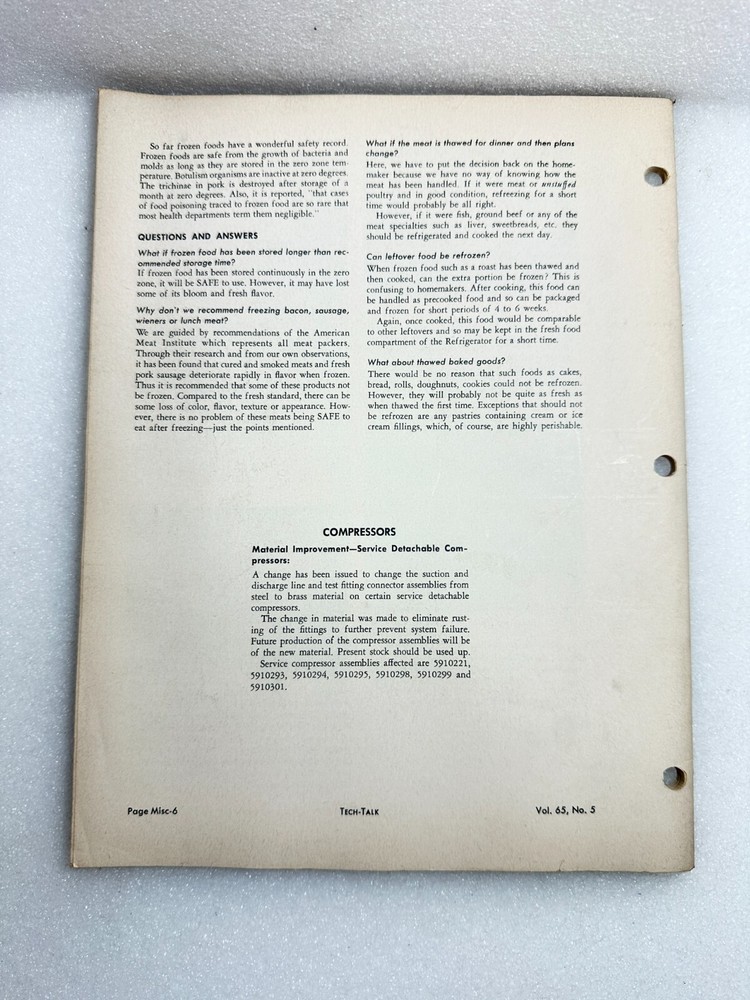 So far frozen foods have a wonderful safety record.
Frozen foods are safe from the growth of bacteria and
molds as long as they are stored in the zero zone tem-
perature. Botulism organisms are inactive at zero degrees.
The trichinae in pork is destroyed after storage of a
month at zero degrees. Also, it is reported, "that cases
of food poisoning traced to frozen food are so rare that
most health departments term them negligible."
QUESTIONS AND ANSWERS
What if frozen food has been stored longer than rec-
ommended storage time?
If frozen food has been stored continuously in the zero
zone, it will be SAFE to use. However, it may have lost
some of its bloom and fresh flavor.
Why don't we recommend freezing bacon, sausage,
wieners or lunch meat?
We are guided by recommendations of the American
Meat Institute which represents all meat packers.
Through their research and from our own observations,
it has been found that cured and smoked meats and fresh
pork sausage deteriorate rapidly in flavor when frozen.
Thus it is recommended that some of these products not
be frozen. Compared to the fresh standard, there can be
some loss of color, flavor, texture or appearance. How-
ever, there is no problem of these meats being SAFE to
eat after freezing—just the points mentioned.
What if the meat is thawed for dinner and then plans
change?
Here, we have to put the decision back on the home-
maker because we have no way of knowing how the
meat has been handled. If it were meat or unstuffed
poultry and in good condition, refreezing for a short
time would probably be all right.
However, if it were fish, ground beef or any of the
meat specialties such as liver, sweetbreads, etc. they
should be refrigerated and cooked the next day.
Can leftover food be refrozen?
When frozen food such as a roast has been thawed and
then cooked, can the extra portion be frozen? This is
confusing to homemakers. After cooking, this food can
be handled as precooked food and so can be packaged
and frozen for short periods of 4 to 6 weeks.
Again, once cooked, this food would be comparable
to other leftovers and so may be kept in the fresh food
compartment of the Refrigerator for a short time.
What about thawed baked goods?
There would be no reason that such foods as cakes,
bread, rolls, doughnuts, cookies could not be refrozen.
However, they will probably not be quite as fresh as
when thawed the first time. Exceptions that should not
be refrozen are any pastries containing cream or ice
cream fillings, which, of course, are highly perishable.
COMPRESSORS
Material Improvement—Service Detachable Com-
pressors:
A change has been issued to change the suction and
discharge line and test fitting connector assemblies from
steel to brass material on certain service detachable
compressors.
The change in material was made to eliminate rust-
ing of the fittings to further prevent system failure.
Future production of the compressor assemblies will be
of the new material. Present stock should be used up.
Service compressor assemblies affected are 5910221,
5910293, 5910294, 5910295, 5910298, 5910299 and
5910301.
Page Misc-6
TECH-TALK
Vol. 65, No. 5